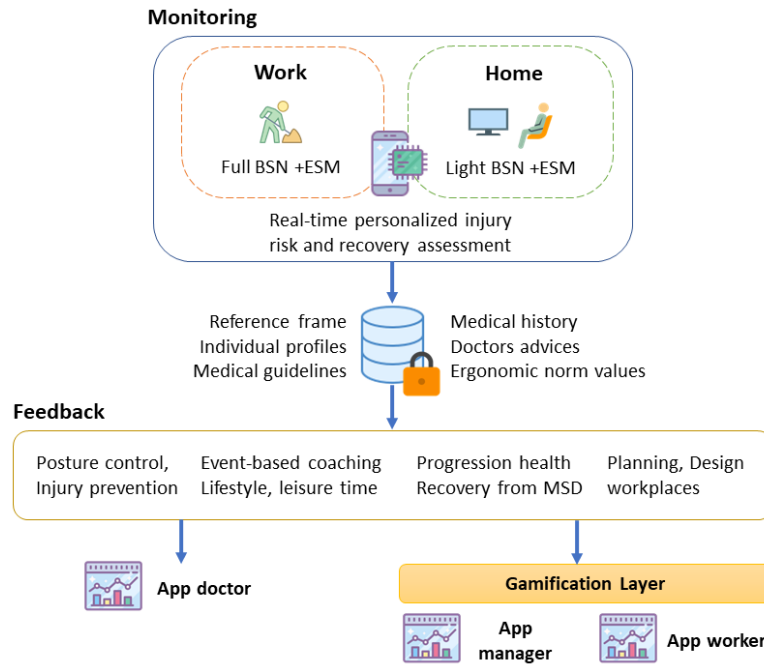 Monitoring
Work
Home
Full BSN +ESM
Light BSN +ESM
Real-time personalized injury
risk and recovery assessment
Reference frame
Individual profiles
Medical guidelines
Medical history
Doctors advices
Ergonomic norm values
Feedback
Posture control,
Injury prevention
Event-based coaching
Lifestyle, leisure time
Progression health
Recovery from MSD
Planning, Design
workplaces
App doctor
Gamification Layer
App
manager
App worker